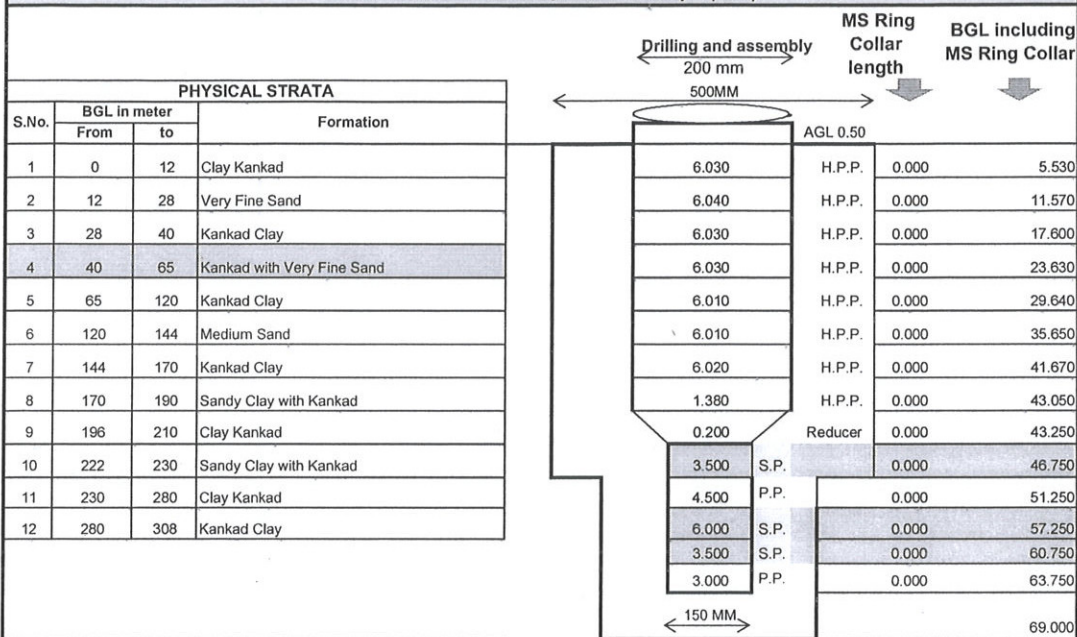 MS Ring Collar length
BGL including MS Ring Collar
Drilling and assembly
200 mm
500MM
PHYSICAL STRATA
S.No. BGL in meter Formation
From to
AGL 0.50
1 0 12 Clay Kankad 6.030 H.P.P. 0.000 5.530
2 12 28 Very Fine Sand 6.040 H.P.P. 0.000 11.570
3 28 40 Kankad Clay 6.030 H.P.P. 0.000 17.600
4 40 65 Kankad with Very Fine Sand 6.030 H.P.P. 0.000 23.630
5 65 120 Kankad Clay 6.010 H.P.P. 0.000 29.640
6 120 144 Medium Sand 6.010 H.P.P. 0.000 35.650
7 144 170 Kankad Clay 6.020 H.P.P. 0.000 41.670
8 170 190 Sandy Clay with Kankad 1.380 H.P.P. 0.000 43.050
9 196 210 Clay Kankad 0.200 Reducer 0.000 43.250
10 222 230 Sandy Clay with Kankad 3.500 S.P. 0.000 46.750
11 230 280 Clay Kankad 4.500 P.P. 0.000 51.250
12 280 308 Kankad Clay 6.000 S.P. 0.000 57.250
3.500 S.P. 0.000 60.750
3.000 P.P. 0.000 63.750
150 MM
69.000